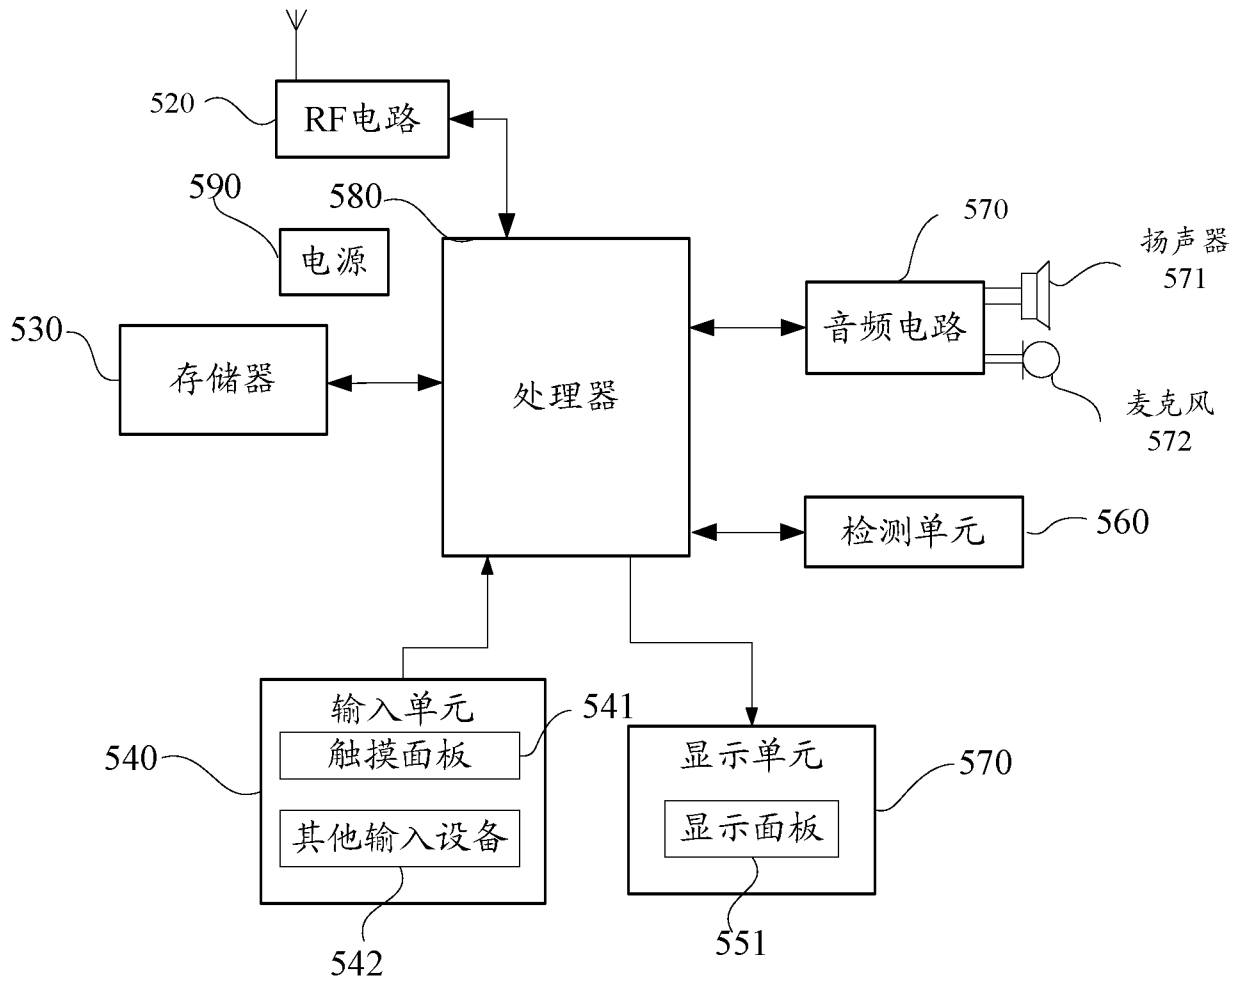 520
RF电路
590
580
电源
570
扬声器
571
530
存储器
处理器
音频电路
麦克风
572
检测单元
560
输入单元
541
540
触摸面板
其他输入设备
542
显示单元
570
显示面板
551